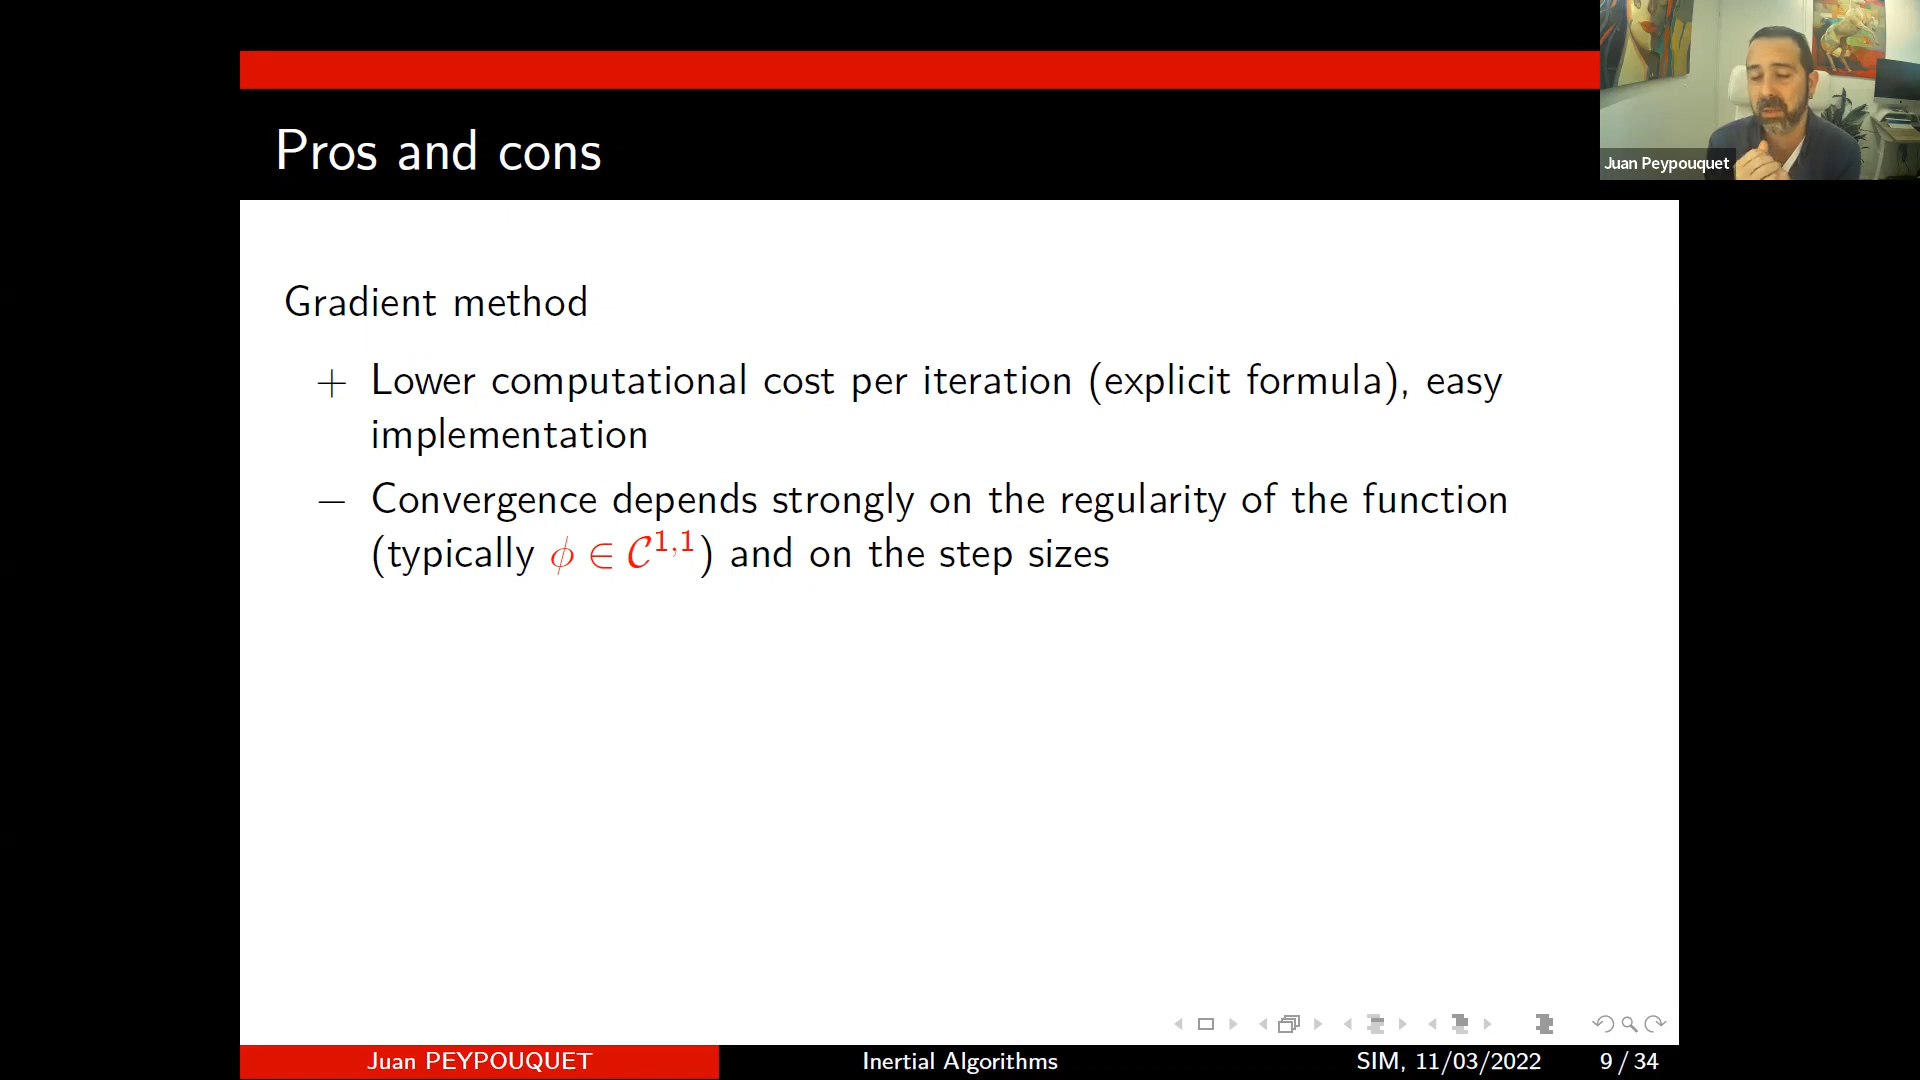 Pros and cons
Juan Peypouquet
Gradient method
+ Lower computational cost per iteration (explicit formula), easy
implementation
− Convergence depends strongly on the regularity of the function
(typically ϕ ∈ 𝒞^{1,1}) and on the step sizes
Juan PEYPOUQUET
Inertial Algorithms
SIM, 11/03/2022
9 / 34